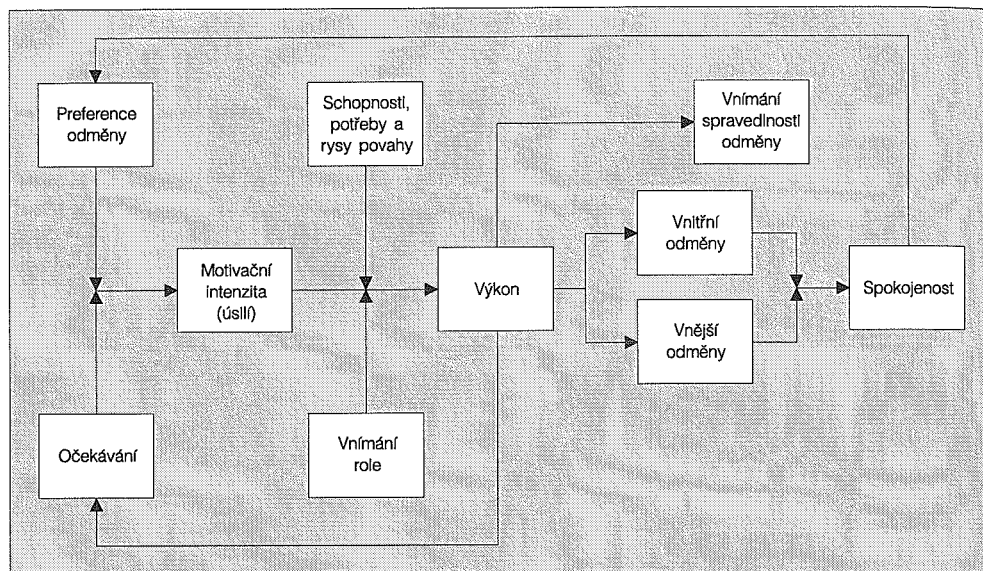 Preference
odměny
Schopnosti,
potřeby a
rysy povahy
Vnímání
spravedlnosti
odměny
Motivační
intenzita
(úsilí)
Výkon
Vnitřní
odměny
Vnější
odměny
Spokojenost
Očekávání
Vnímání
role